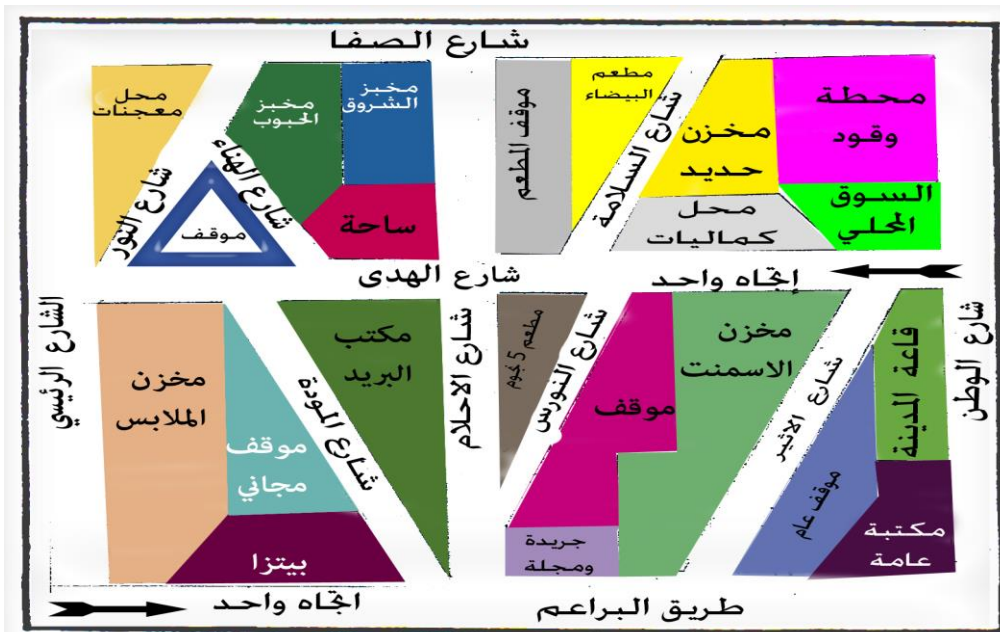 شارع الصفا
محطة
وقود
مخزن
حديد
السوق
المحلي
محل
كماليات
شارع السلامة
مطعم
البيضاء
موقف المطعم
مخبز
الشروق
مخبز
الحبوب
ساحة
شارع الهناء
موقف
شارع النور
محل
معجنات
إتجاه واحد
شارع الهدى
شارع الوطن
قاعة المدينة
مكتبة
عامة
موقف عام
شارع الاثير
مخزن
الاسمنت
موقف
جريدة
ومجلة
شارع النورس
مطعم 5 نجوم
شارع الاحلام
مكتب
البريد
شارع المودة
موقف
مجاني
بيتزا
مخزن
الملابس
الشارع الرئيسي
طريق البراعم
اتجاه واحد